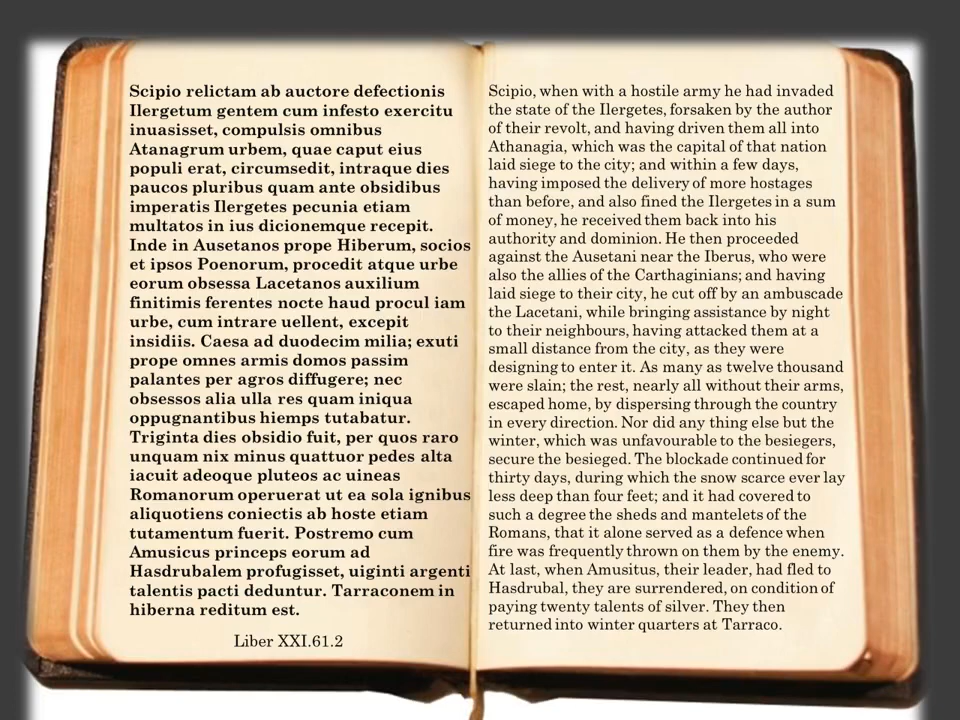 Scipio relictam ab auctore defectionis
Ilergetum gentem cum infesto exercitu
inuasisset, compulsis omnibus
Atanagrum urbem, quae caput eius
populi erat, circumsedit, intraque dies
paucos pluribus quam ante obsidibus
imperatis Ilergetes pecunia etiam
multatos in ius dicionemque recepit.
Inde in Ausetanos prope Hiberum, socios
et ipsos Poenorum, procedit atque urbe
eorum obsessa Lacetanos auxilium
finitimis ferentes nocte haud procul iam
urbe, cum intrare uellent, excepit
insidiis. Caesa ad duodecim milia; exuti
prope omnes armis domos passim
palantes per agros diffugere; nec
obsessos alia ulla res quam iniqua
oppugnantibus hiemps tutabatur.
Triginta dies obsidio fuit, per quos raro
unquam nix minus quattuor pedes alta
iacuit adeoque pluteos ac uineas
Romanorum operuerat ut ea sola ignibus
aliquotiens coniectis ab hoste etiam
tutamentum fuerit. Postremo cum
Amusicus princeps eorum ad
Hasdrubalem profugisset, uiginti argenti
talentis pacti deduntur. Tarraconem in
hiberna reditum est.
Liber XXI.61.2
Scipio, when with a hostile army he had invaded
the state of the Ilergetes, forsaken by the author
of their revolt, and having driven them all into
Athanagia, which was the capital of that nation
laid siege to the city; and within a few days,
having imposed the delivery of more hostages
than before, and also fined the Ilergetes in a sum
of money, he received them back into his
authority and dominion. He then proceeded
against the Ausetani near the Iberus, who were
also the allies of the Carthaginians; and having
laid siege to their city, he cut off by an ambuscade
the Lacetani, while bringing assistance by night
to their neighbours, having attacked them at a
small distance from the city, as they were
designing to enter it. As many as twelve thousand
were slain; the rest, nearly all without their arms,
escaped home, by dispersing through the country
in every direction. Nor did any thing else but the
winter, which was unfavourable to the besiegers,
secure the besieged. The blockade continued for
thirty days, during which the snow scarce ever lay
less deep than four feet; and it had covered to
such a degree the sheds and mantelets of the
Romans, that it alone served as a defence when
fire was frequently thrown on them by the enemy.
At last, when Amusitus, their leader, had fled to
Hasdrubal, they are surrendered, on condition of
paying twenty talents of silver. They then
returned into winter quarters at Tarraco.